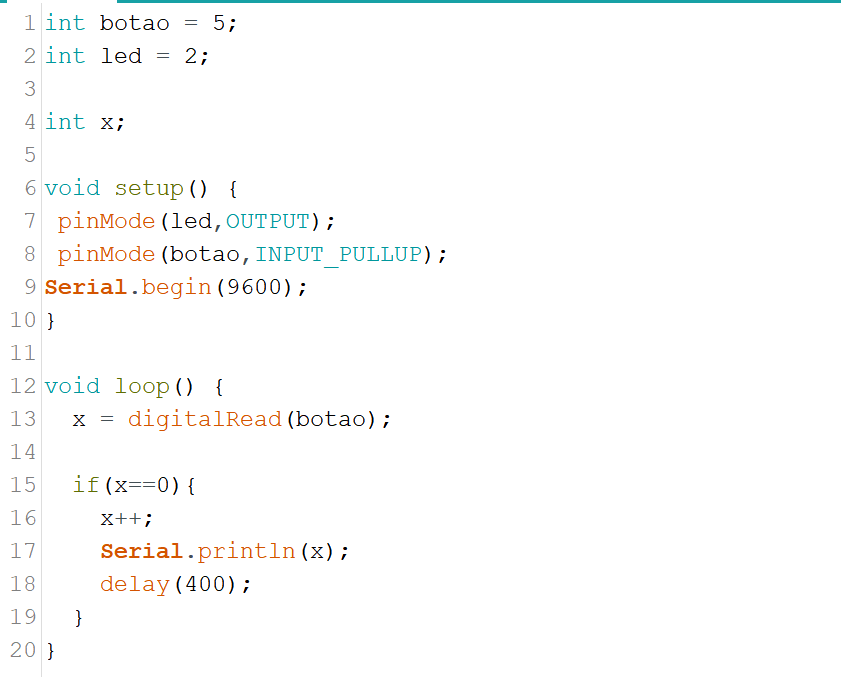 1 int botao = 5;
2 int led = 2;
3
4 int x;
5
6 void setup() {
7  pinMode(led,OUTPUT);
8  pinMode(botao,INPUT_PULLUP);
9 Serial.begin(9600);
10 }
11
12 void loop() {
13   x = digitalRead(botao);
14
15   if(x==0){
16     x++;
17     Serial.println(x);
18     delay(400);
19   }
20 }